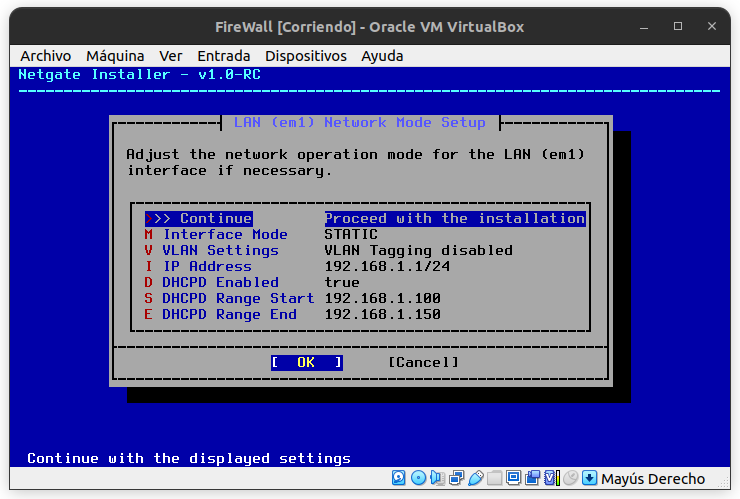 FireWall [Corriendo] - Oracle VM VirtualBox
Archivo Máquina Ver Entrada Dispositivos Ayuda
Netgate Installer - v1.0-RC
LAN (em1) Network Mode Setup
Adjust the network operation mode for the LAN (em1)
interface if necessary.
>>> Continue Proceed with the installation
M Interface Mode STATIC
V VLAN Settings VLAN Tagging disabled
I IP Address 192.168.1.1/24
D DHCPD Enabled true
S DHCPD Range Start 192.168.1.100
E DHCPD Range End 192.168.1.150
[ OK ] [Cancel]
Continue with the displayed settings
Mayús Derecho